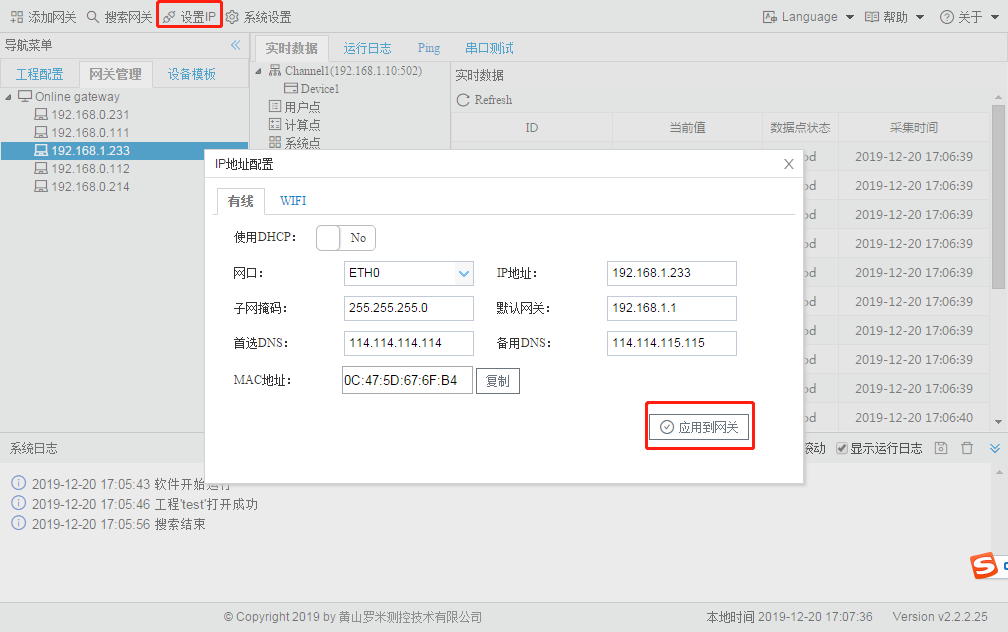 添加网关 搜索网关 设置IP 系统设置 Language 帮助 关于
导航菜单
工程配置 网关管理 设备模板
Online gateway
192.168.0.231
192.168.0.111
192.168.1.233
192.168.0.112
192.168.0.214
实时数据 运行日志 Ping 串口测试
Channel1(192.168.1.10:502)
Device1
用户点
计算点
系统点
实时数据
Refresh
ID 当前值 数据点状态 采集时间
2019-12-20 17:06:39
2019-12-20 17:06:39
2019-12-20 17:06:39
2019-12-20 17:06:39
2019-12-20 17:06:39
2019-12-20 17:06:39
2019-12-20 17:06:39
2019-12-20 17:06:39
2019-12-20 17:06:39
2019-12-20 17:06:40
IP地址配置
有线 WIFI
使用DHCP: No
网口: ETH0 IP地址: 192.168.1.233
子网掩码: 255.255.255.0 默认网关: 192.168.1.1
首选DNS: 114.114.114.114 备用DNS: 114.114.115.115
MAC地址: 0C:47:5D:67:6F:B4 复制
应用到网关
系统日志 滚动 显示运行日志
2019-12-20 17:05:43 软件开始运行
2019-12-20 17:05:46 工程'test'打开成功
2019-12-20 17:05:56 搜索结束
© Copyright 2019 by 黄山罗米测控技术有限公司 本地时间 2019-12-20 17:07:36 Version v2.2.2.25